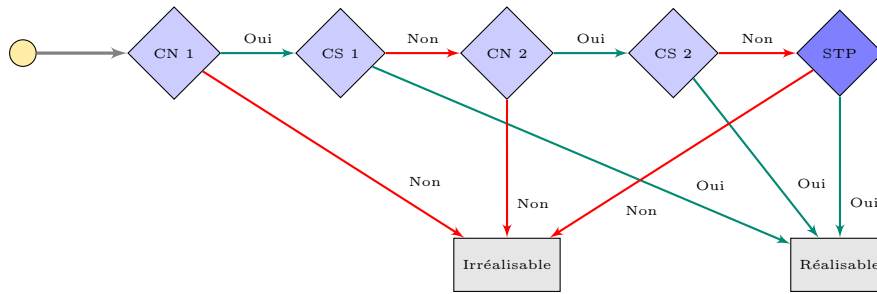 Oui
Non
Oui
Non
CN 1
CS 1
CN 2
CS 2
STP
Non
Oui
Oui
Non
Non
Oui
Irréalisable
Réalisable